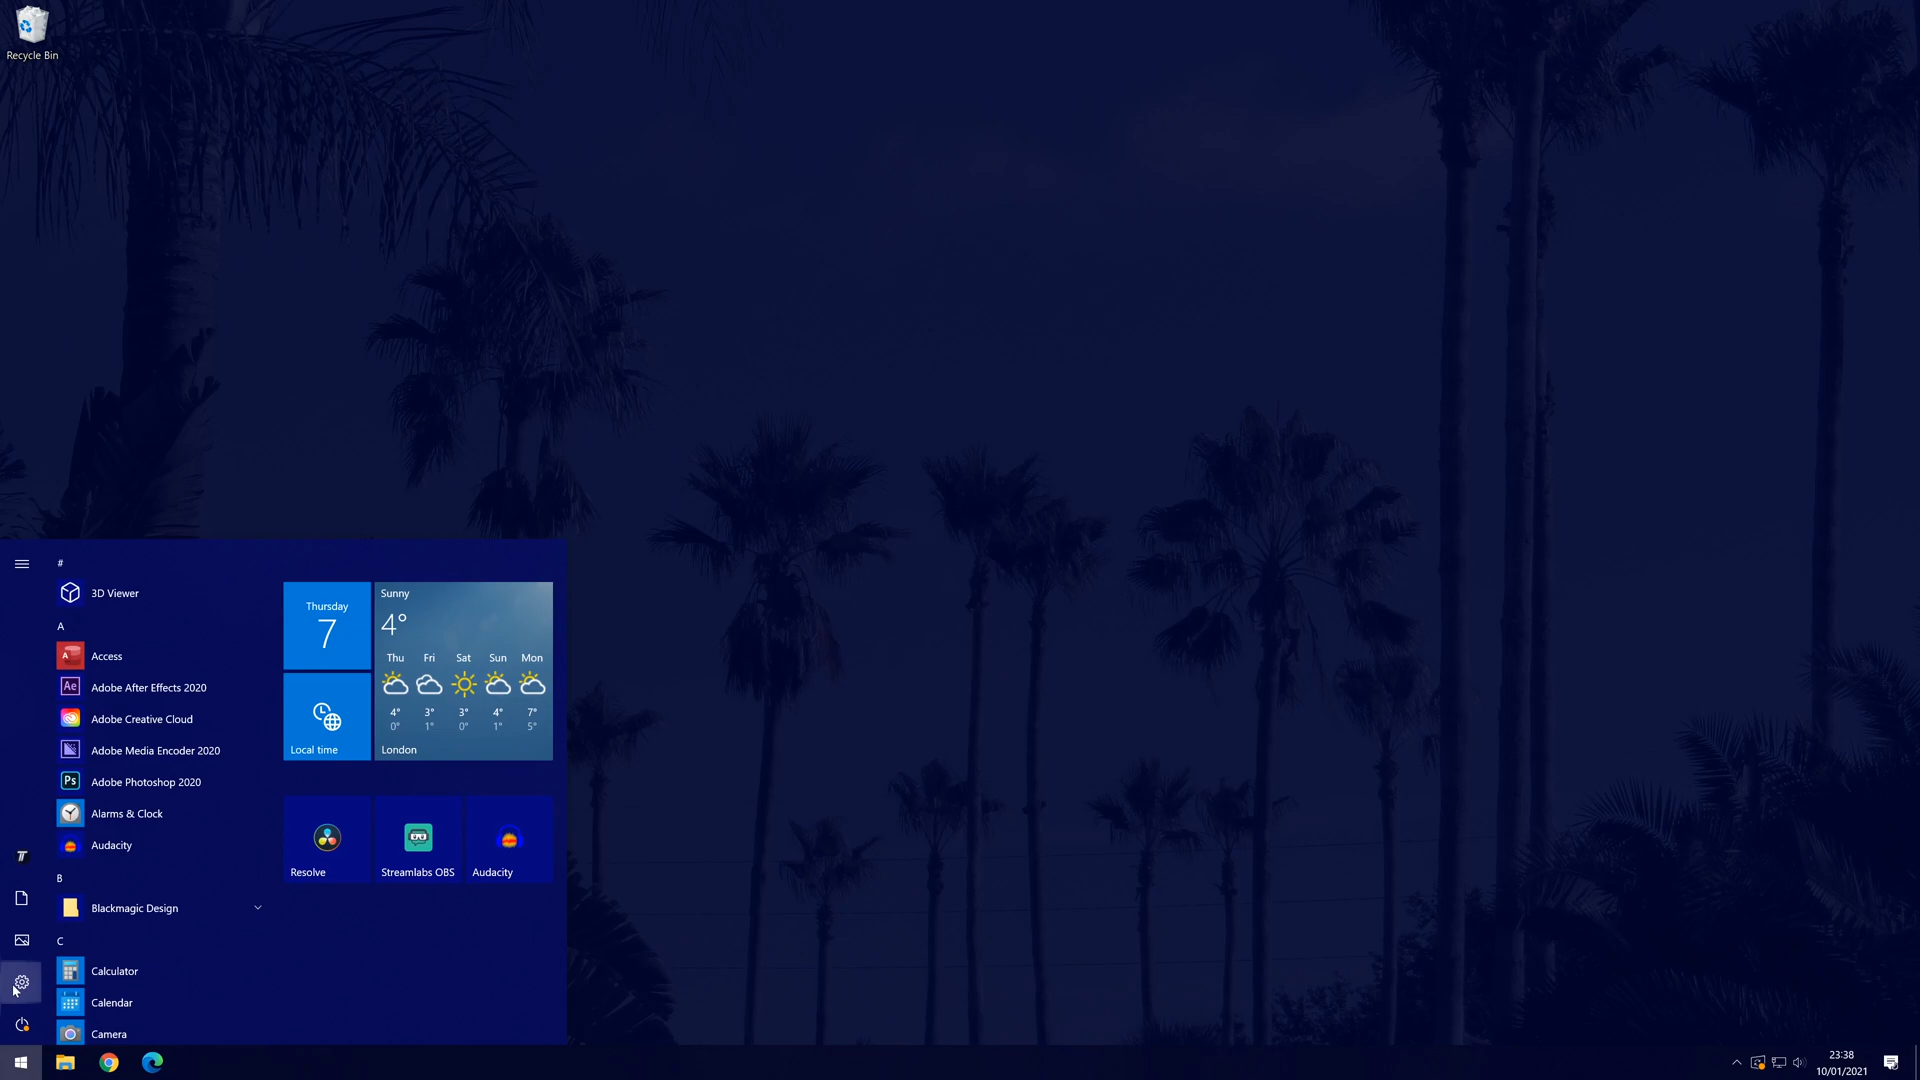 Recycle Bin
#
3D Viewer
A
Access
Adobe After Effects 2020
Adobe Creative Cloud
Adobe Media Encoder 2020
Adobe Photoshop 2020
Alarms & Clock
Audacity
B
Blackmagic Design
C
Calculator
Calendar
Camera
Thursday
7
Local time
Sunny
4°
Thu Fri Sat Sun Mon
4° 3° 3° 4° 7°
0° 1° 0° 1° 5°
London
Resolve
Streamlabs OBS
Audacity
23:38
10/01/2021